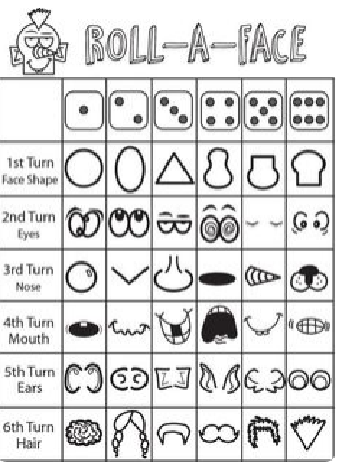 ROLL-A-FACE
1st Turn
Face Shape
2nd Turn
Eyes
3rd Turn
Nose
4th Turn
Mouth
5th Turn
Ears
6th Turn
Hair